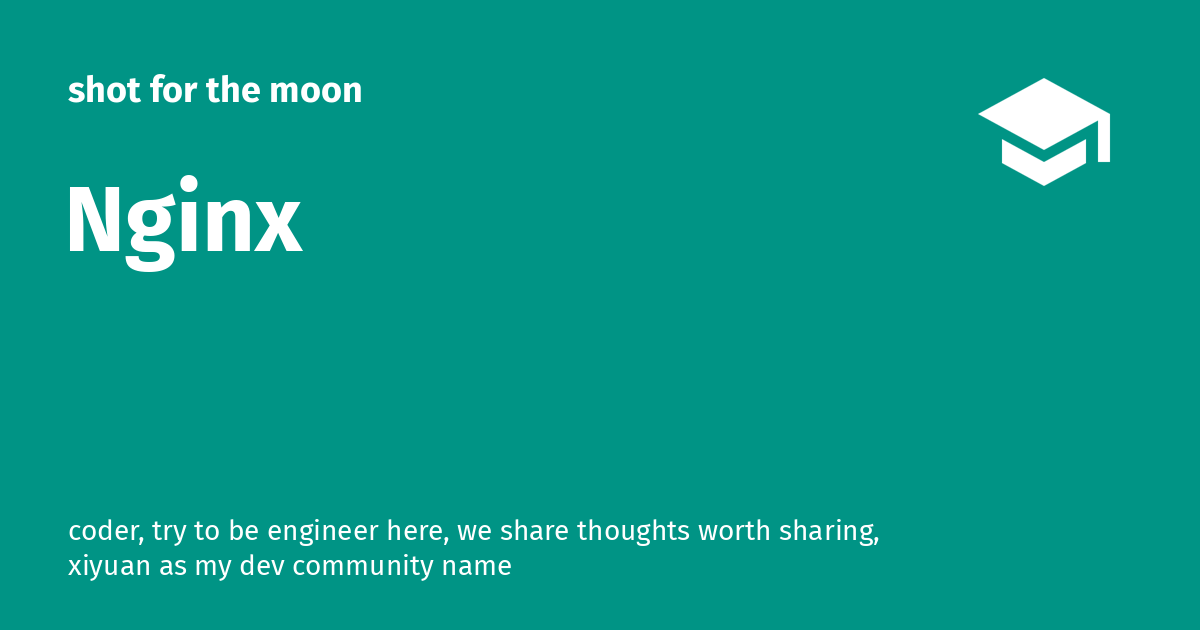 shot for the moon
Nginx
coder, try to be engineer here, we share thoughts worth sharing,
xiyuan as my dev community name